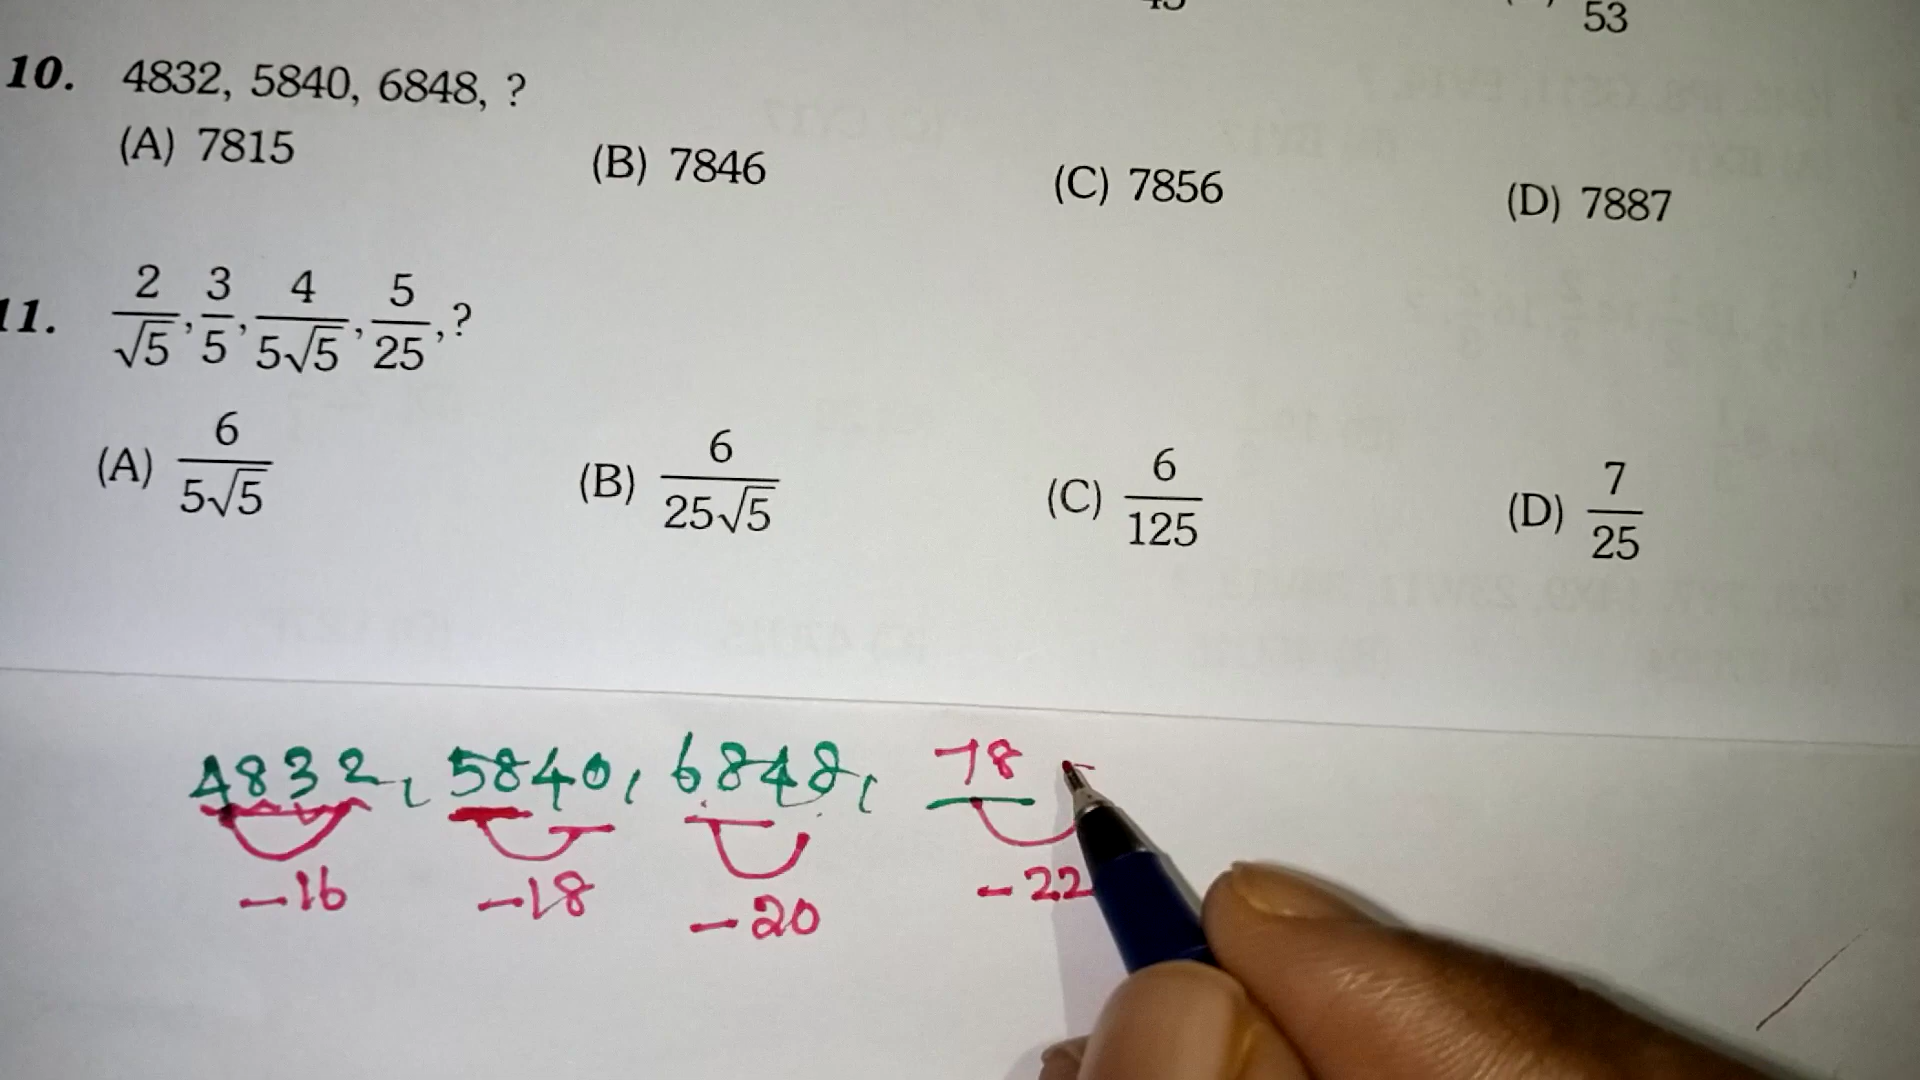 53
10. 4832, 5840, 6848, ?
(A) 7815 (B) 7846 (C) 7856 (D) 7887
11. 2/√5, 3/5, 4/5√5, 5/25, ?
(A) 6/5√5 (B) 6/25√5 (C) 6/125 (D) 7/25
4832, 5840, 6848, 78
-16 -18 -20 -22